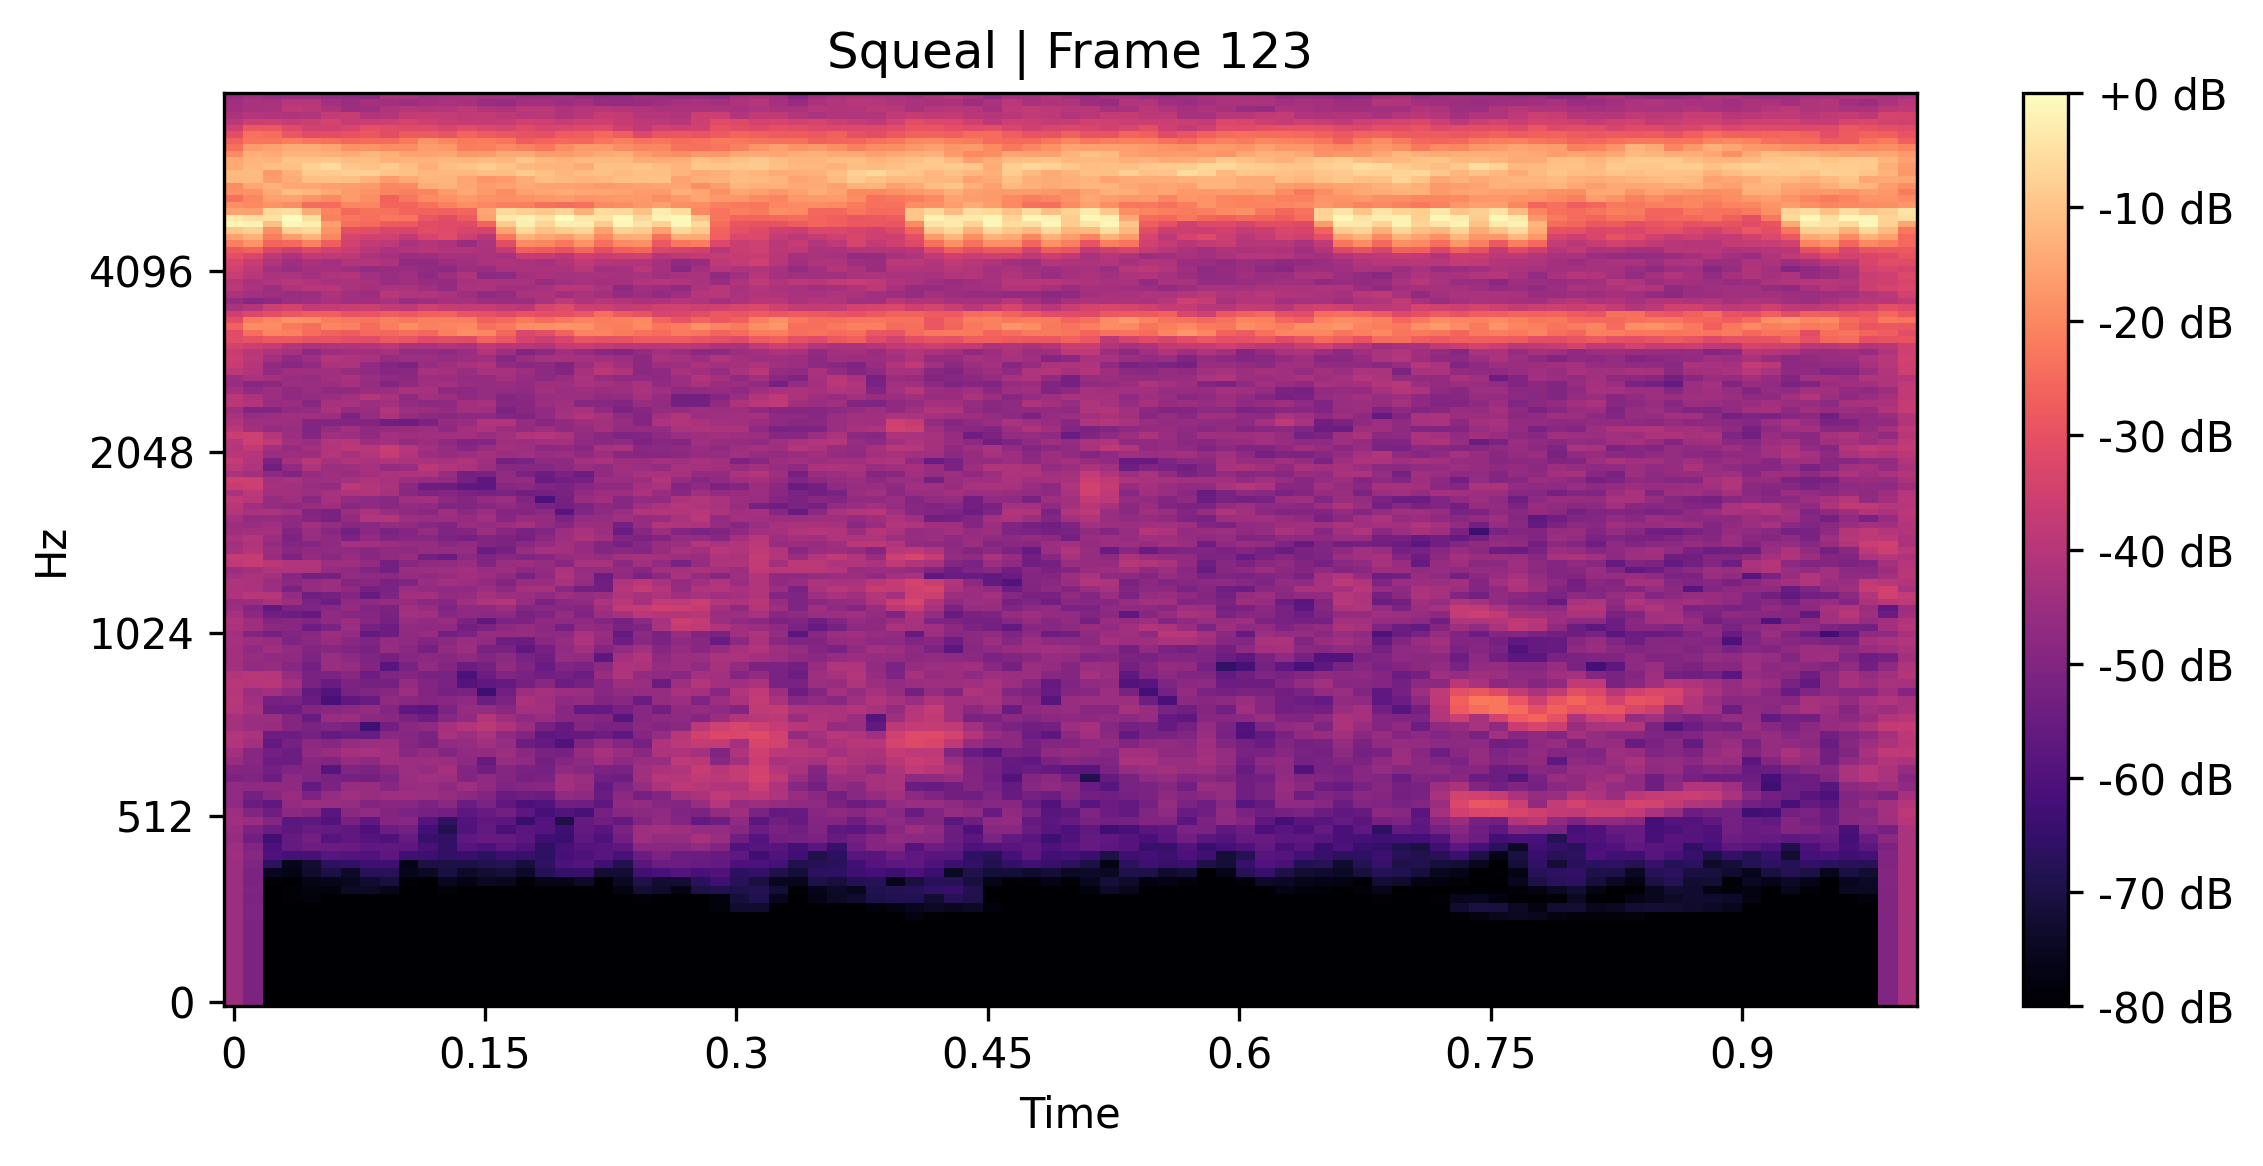 Squeal | Frame 123
+0 dB
-10 dB
-20 dB
-30 dB
-40 dB
-50 dB
-60 dB
-70 dB
-80 dB
4096
2048
1024
512
0
Hz
0 0.15 0.3 0.45 0.6 0.75 0.9
Time